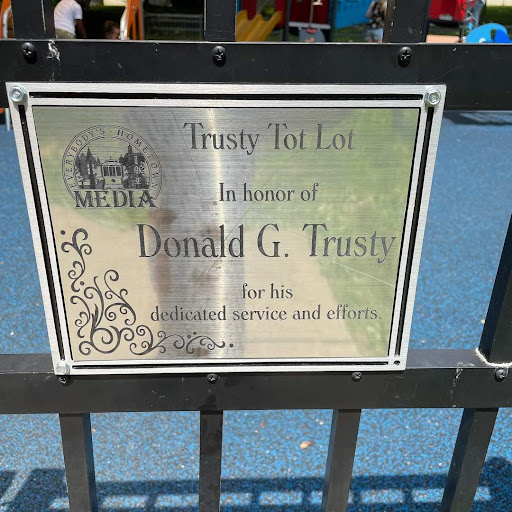 Trusty Tot Lot
EVERYBODY'S HOMETOWN
MEDIA
In honor of
Donald G. Trusty
for his
dedicated service and efforts.